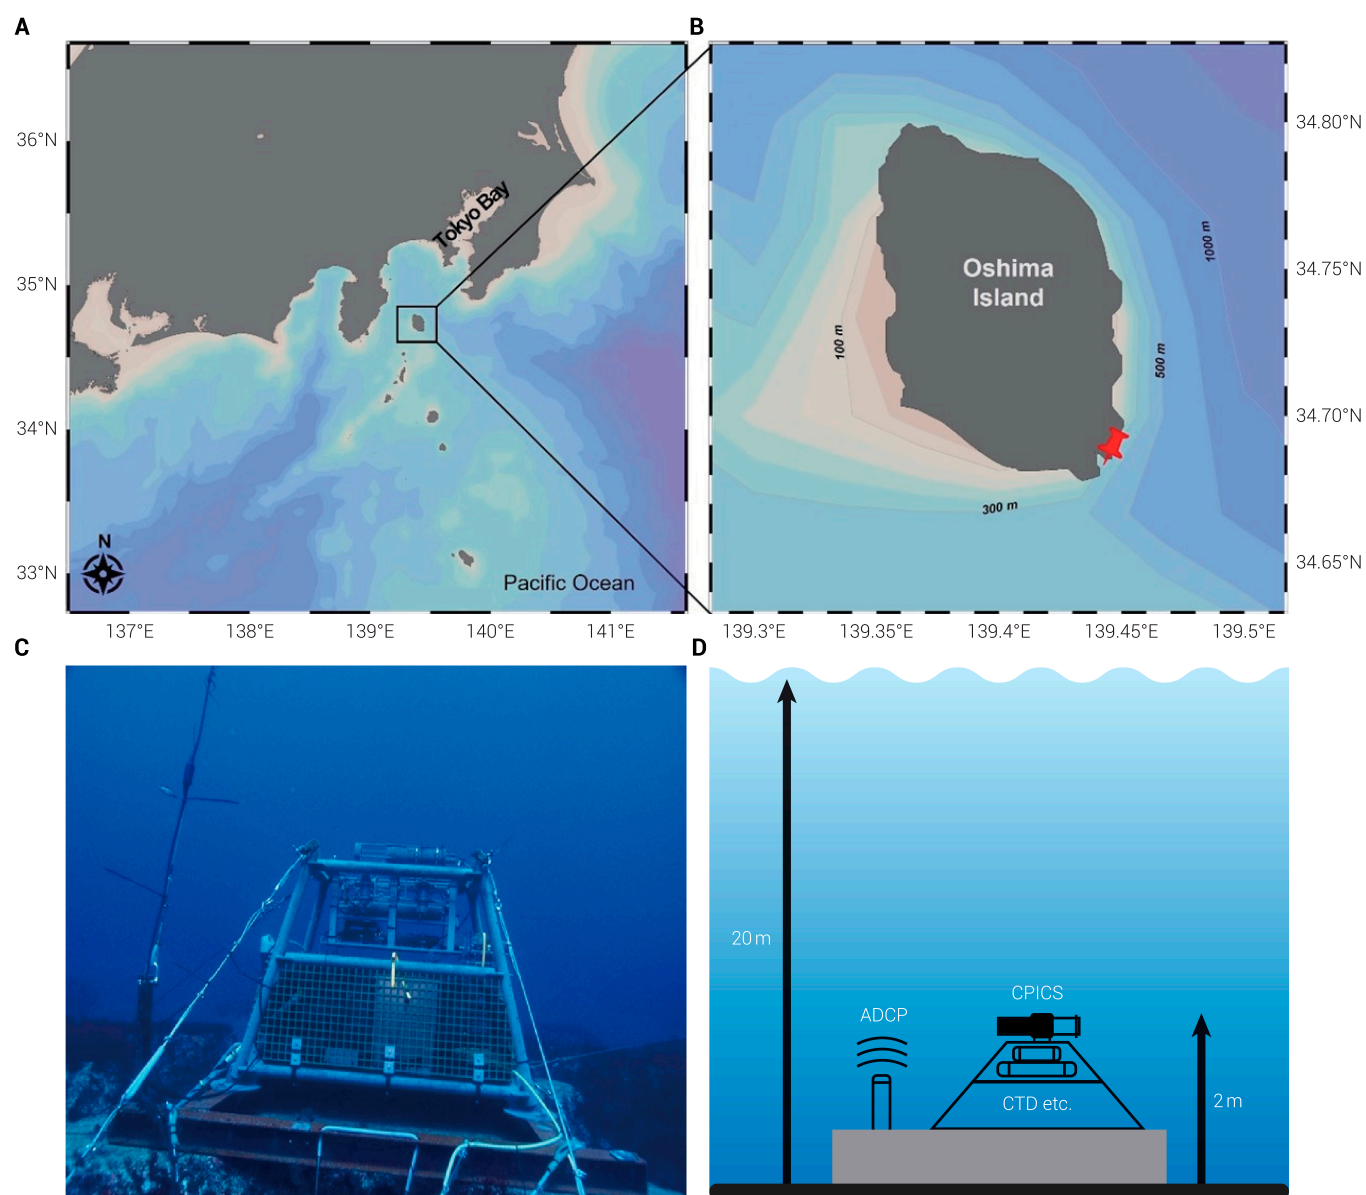 A
B
36°N
35°N
34°N
33°N
Tokyo Bay
N
Pacific Ocean
137°E
138°E
139°E
140°E
141°E
Oshima
Island
100 m
300 m
500 m
1000 m
34.80°N
34.75°N
34.70°N
34.65°N
139.3°E
139.35°E
139.4°E
139.45°E
139.5°E
C
D
20 m
ADCP
CPICS
CTD etc.
2 m